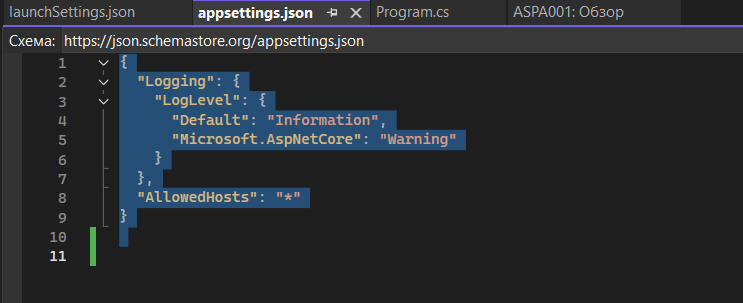 launchSettings.json appsettings.json Program.cs ASPA001: Обзор
Схема: https://json.schemastore.org/appsettings.json
1 {
2 "Logging": {
3 "LogLevel": {
4 "Default": "Information",
5 "Microsoft.AspNetCore": "Warning"
6 }
7 },
8 "AllowedHosts": "*"
9 }
10
11